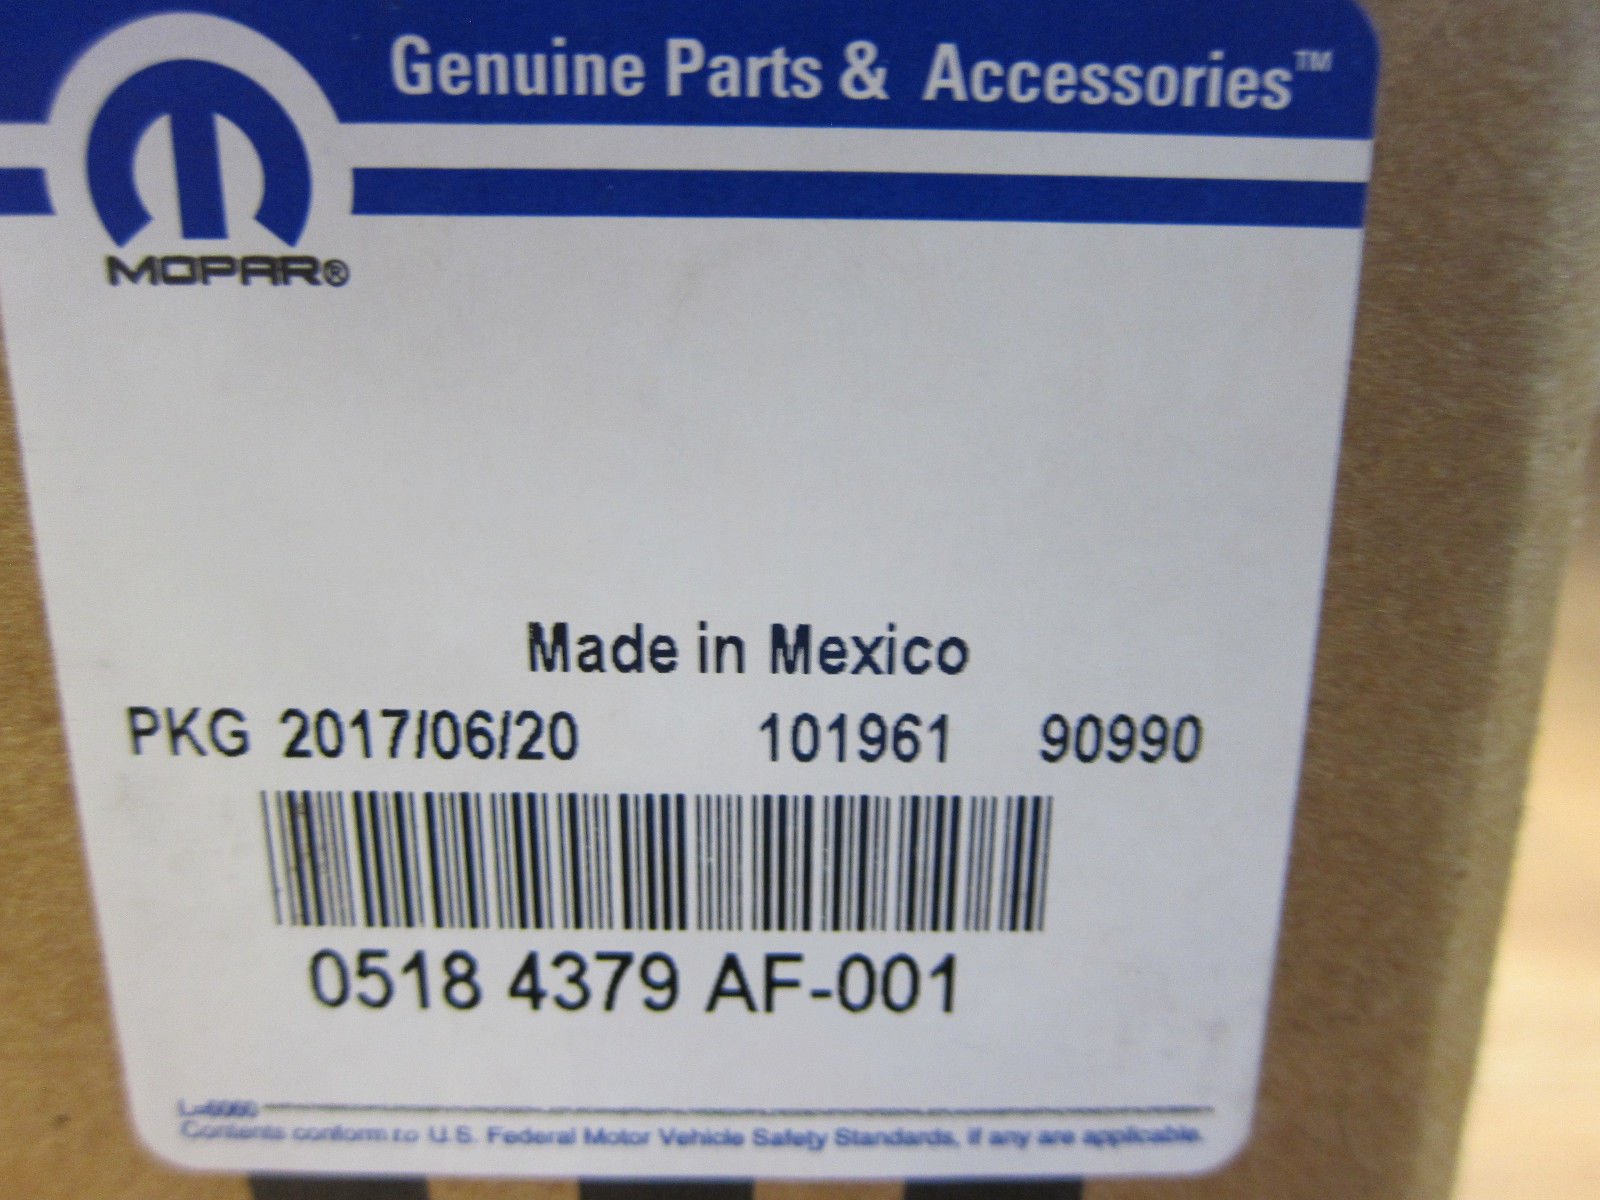 Genuine Parts & Accessories™
MOPAR®
Made in Mexico
PKG 2017/06/20 101961 90990
0518 4379 AF-001
Contents conform to U.S. Federal Motor Vehicle Safety Standards, if any are applicable.